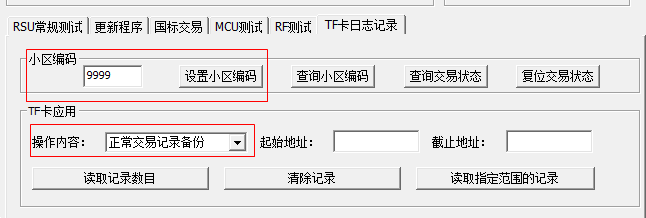 RSU常规测试 更新程序 国标交易 MCU测试 RF测试 TF卡日志记录
小区编码
9999 设置小区编码 查询小区编码 查询交易状态 复位交易状态
TF卡应用
操作内容： 正常交易记录备份 起始地址： 截止地址：
读取记录数目 清除记录 读取指定范围的记录